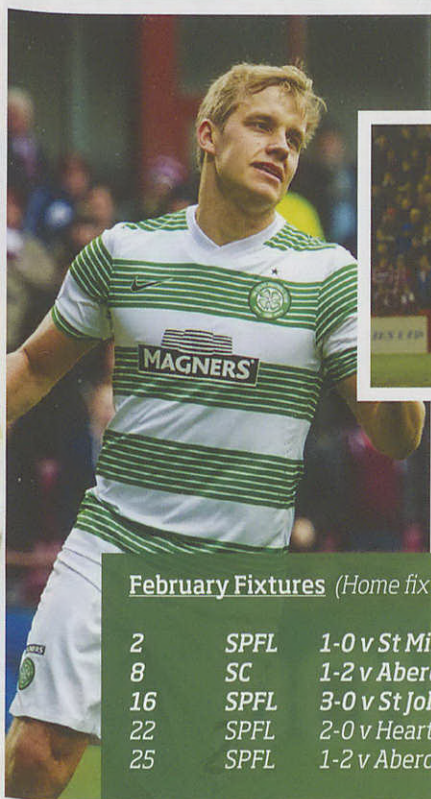 MAGNERS
February Fixtures (Home fix
2 SPFL 1-0 v St Mi
8 SC 1-2 v Aberd
16 SPFL 3-0 v St Joh
22 SPFL 2-0 v Heart
25 SPFL 1-2 v Aberd